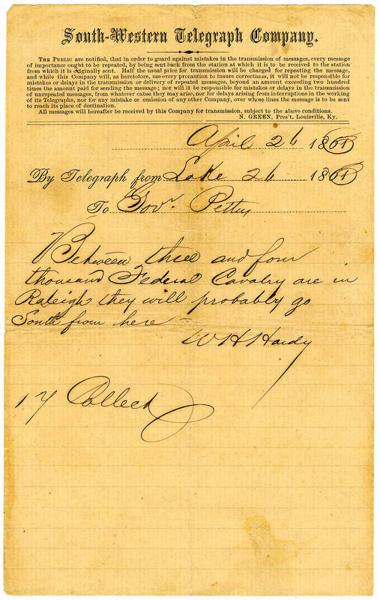 South-Western Telegraph Company.
THE PUBLIC are notified, that in order to guard against mistakes in the transmission of messages, every message
of importance ought to be repeated, by being sent back from the station at which it is to be received to the station
from which it is originally sent. Half the usual price for transmission will be charged for repeating the message,
and while this Company will, as heretofore, use every precaution to insure correctness, it will not be responsible for
mistakes or delays in the transmission or delivery of repeated messages, beyond an amount exceeding two hundred
times the amount paid for sending the message; nor will it be responsible for mistakes or delays in the transmission
of unrepeated messages, from whatever cause they may arise, nor for delays arising from interruptions in the working
of its Telegraphs, nor for any mistake or omission of any other Company, over whose lines the message is to be sent
to reach its place of destination.
All messages will hereafter be received by this Company for transmission, subject to the above conditions.
N. GREEN, Pres't, Louisville, Ky.
April 26 186
By Telegraph from Lake 26 186
To Govr. Pettus
Between three and four
thousand Federal Cavalry are in
Raleigh they will probably go
South from here
W H Hardy
17 Collect